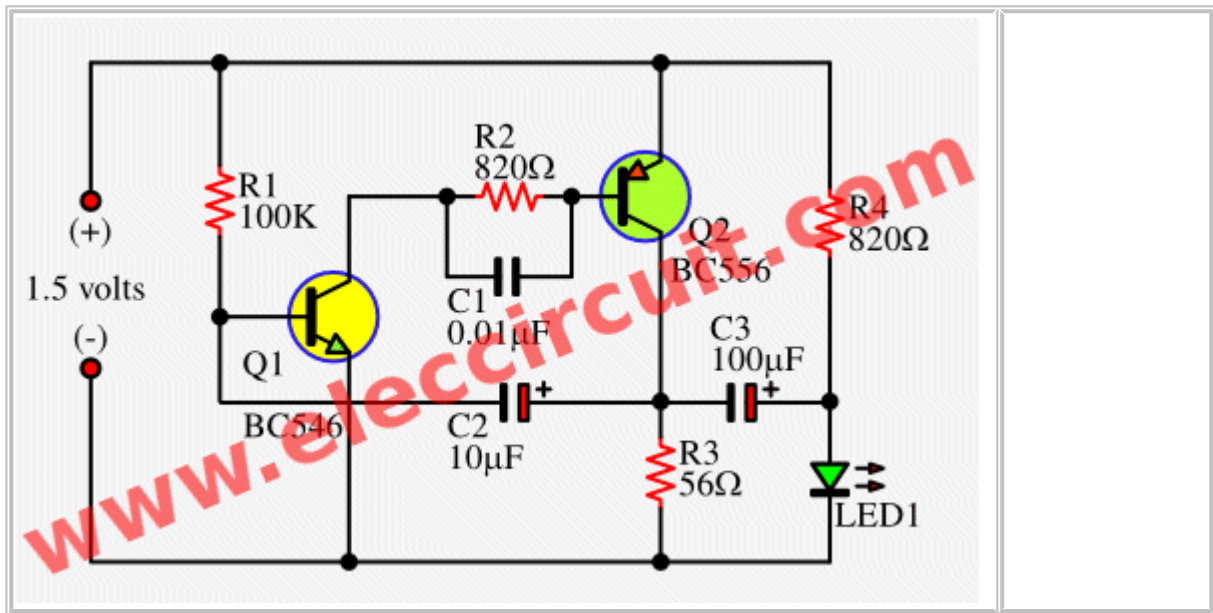 R2
820Ω
R1
100K
(+)
1.5 volts
(-)
Q1
BC546
C1
0.01µF
C2
10µF
Q2
BC556
R4
820Ω
C3
100µF
+
+
R3
56Ω
LED1
www.eleccircuit.com